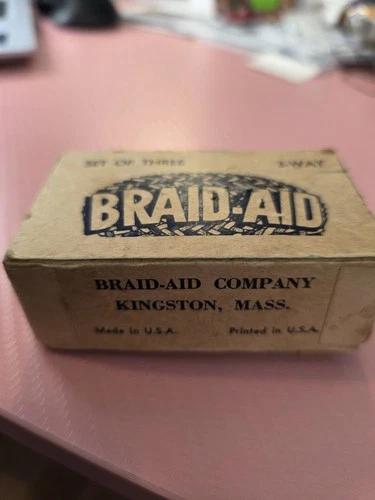 SET OF THREE 3-WAY
BRAID-AID
BRAID-AID COMPANY
KINGSTON, MASS.
Made in U.S.A. Printed in U.S.A.